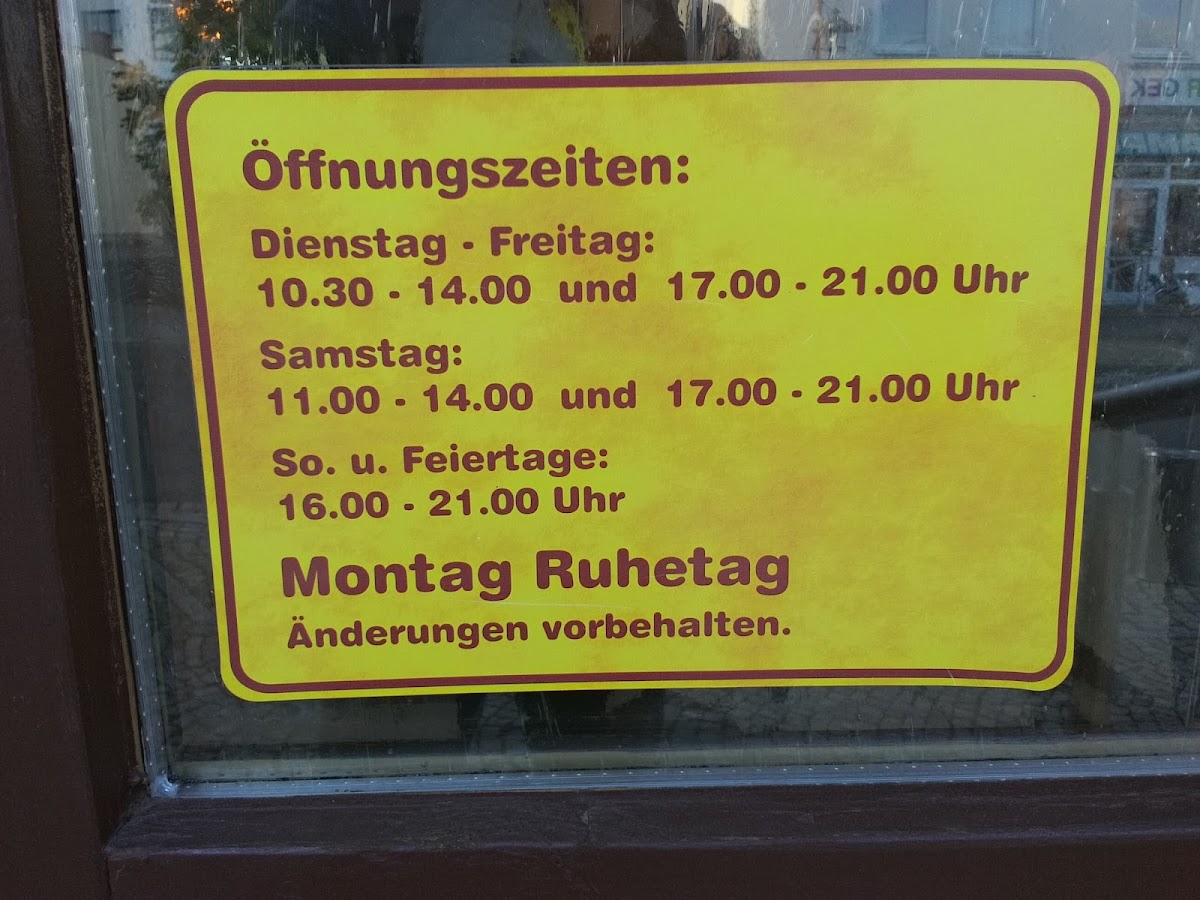 Öffnungszeiten:
Dienstag - Freitag:
10.30 - 14.00 und 17.00 - 21.00 Uhr
Samstag:
11.00 - 14.00 und 17.00 - 21.00 Uhr
So. u. Feiertage:
16.00 - 21.00 Uhr
Montag Ruhetag
Änderungen vorbehalten.